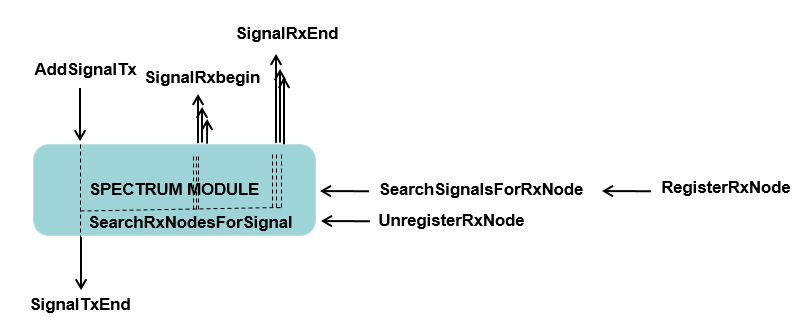 SignalRxEnd
AddSignalTx
SignalRxbegin
SPECTRUM MODULE
SearchSignalsForRxNode
RegisterRxNode
SearchRxNodesForSignal
UnregisterRxNode
SignalTxEnd